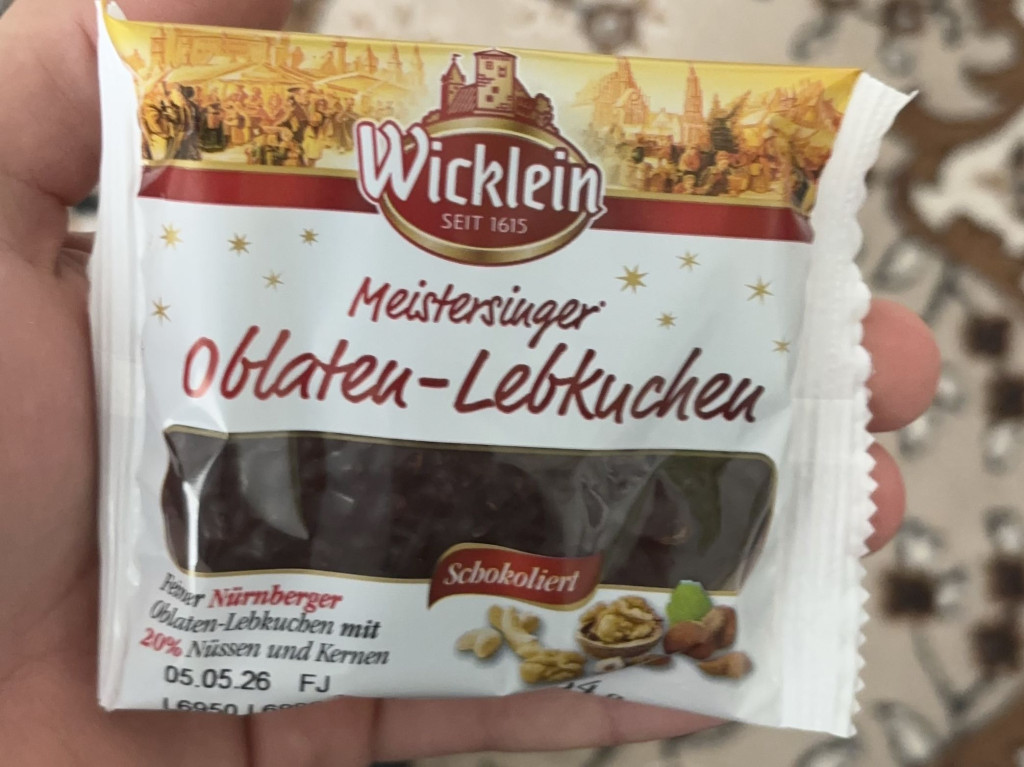 Wicklein
SEIT 1615
Meistersinger
Oblaten-Lebkuchen
Schokoliert
Feiner Nürnberger
Oblaten-Lebkuchen mit
20% Nüssen und Kernen
05.05.26 FJ
L6950